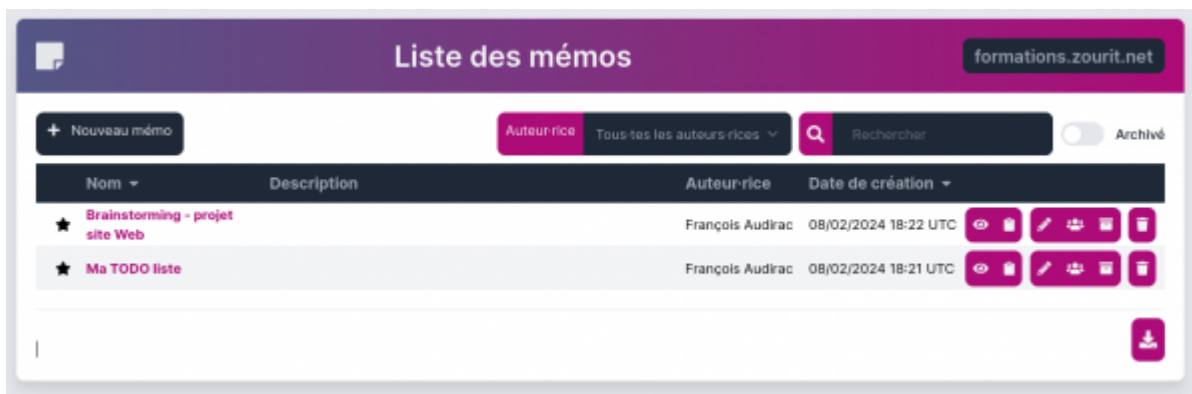 Liste des mémos
formations.zourit.net
+ Nouveau mémo
Auteur·rice
Tous·tes les auteurs·rices
Rechercher
Archivé
Nom
Description
Auteur·rice
Date de création
Brainstorming - projet
site Web
François Audirac
08/02/2024 18:22 UTC
Ma TODO liste
François Audirac
08/02/2024 18:21 UTC